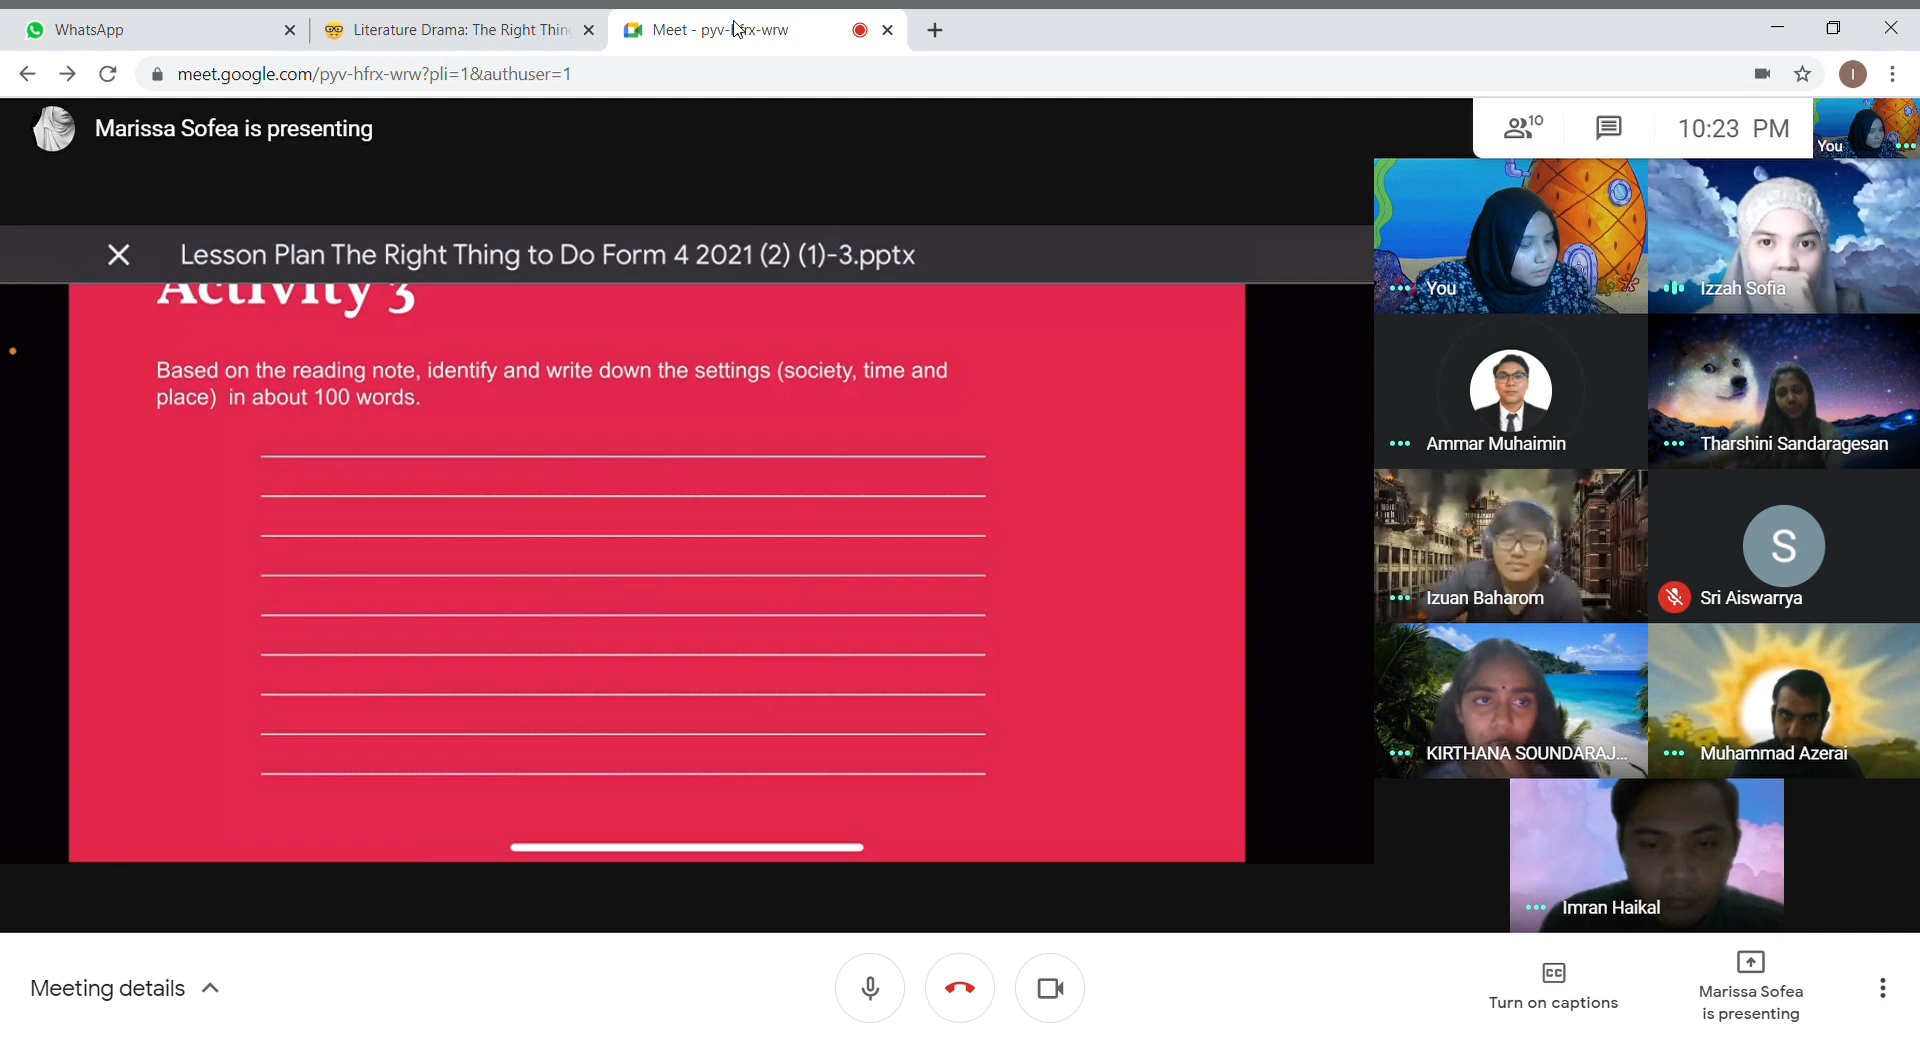 WhatsApp
Literature Drama: The Right Thin
Meet - pyv-hfrx-wrw
meet.google.com/pyv-hfrx-wrw?pli=1&authuser=1
I
Marissa Sofea is presenting
10
10:23 PM
You
Lesson Plan The Right Thing to Do Form 4 2021 (2) (1)-3.pptx
Activity 3
Based on the reading note, identify and write down the settings (society, time and
place) in about 100 words.
You
Izzah Sofia
Ammar Muhaimin
Tharshini Sandaragesan
Izuan Baharom
S
Sri Aiswarrya
KIRTHANA SOUNDARAJ...
Muhammad Azerai
Imran Haikal
Meeting details
CC
Turn on captions
Marissa Sofea
is presenting